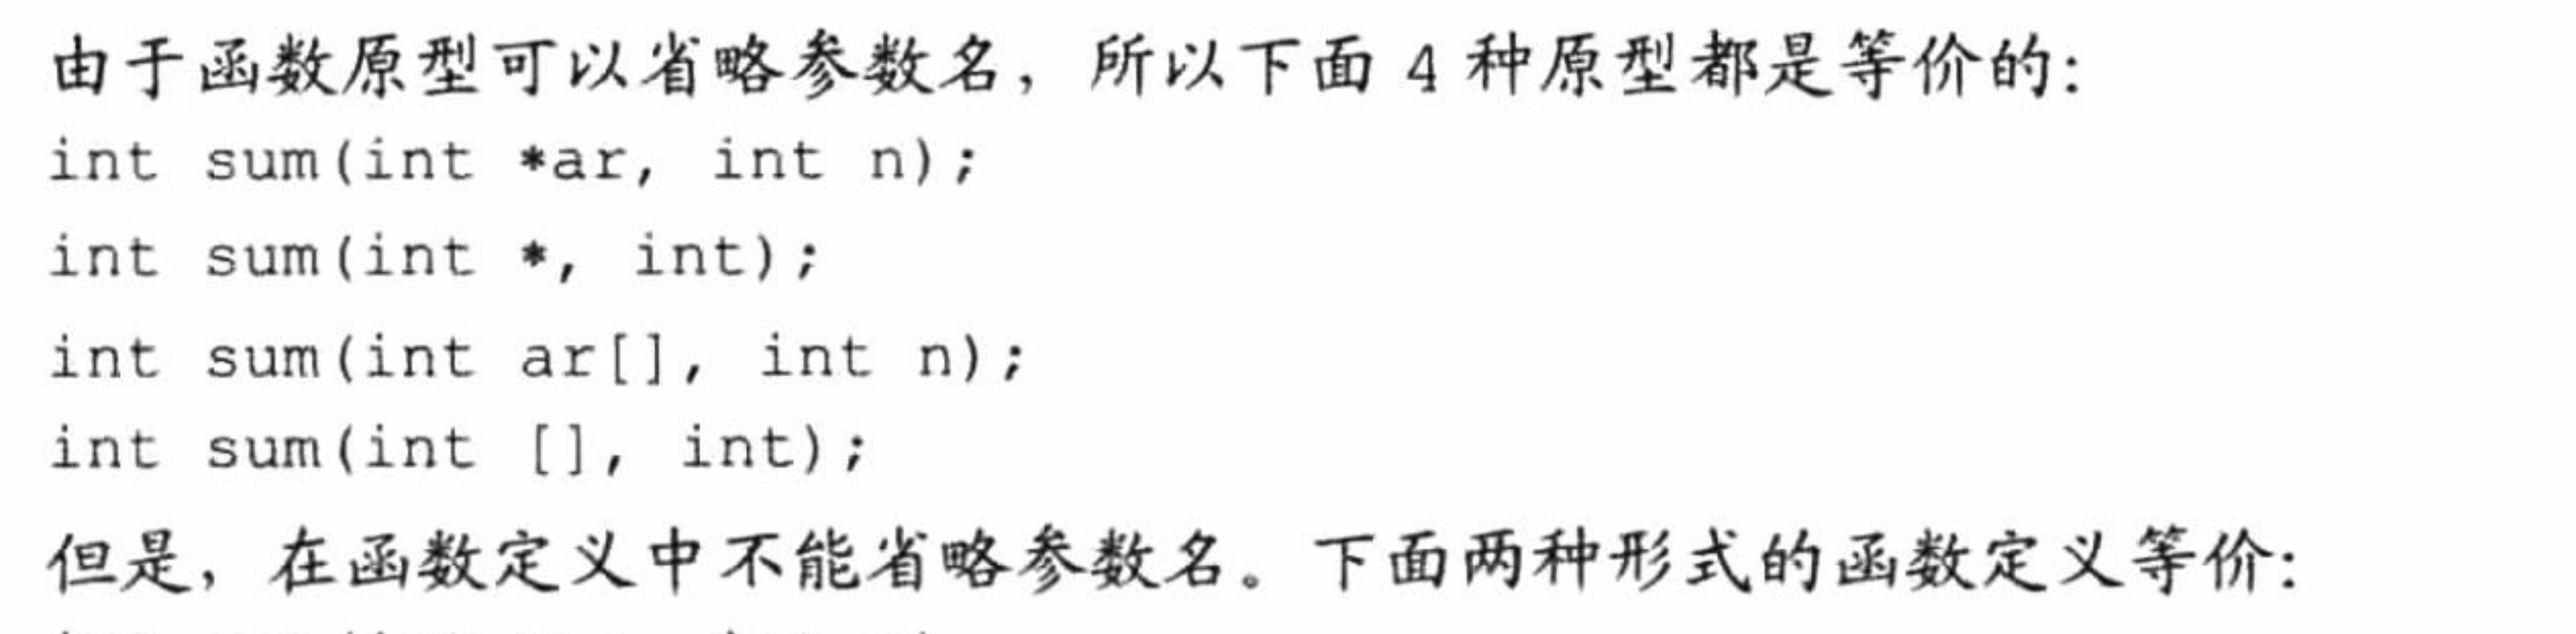 由于函数原型可以省略参数名，所以下面 4 种原型都是等价的：
int sum(int *ar, int n);
int sum(int *, int);
int sum(int ar[], int n);
int sum(int [], int);
但是，在函数定义中不能省略参数名。下面两种形式的函数定义等价：